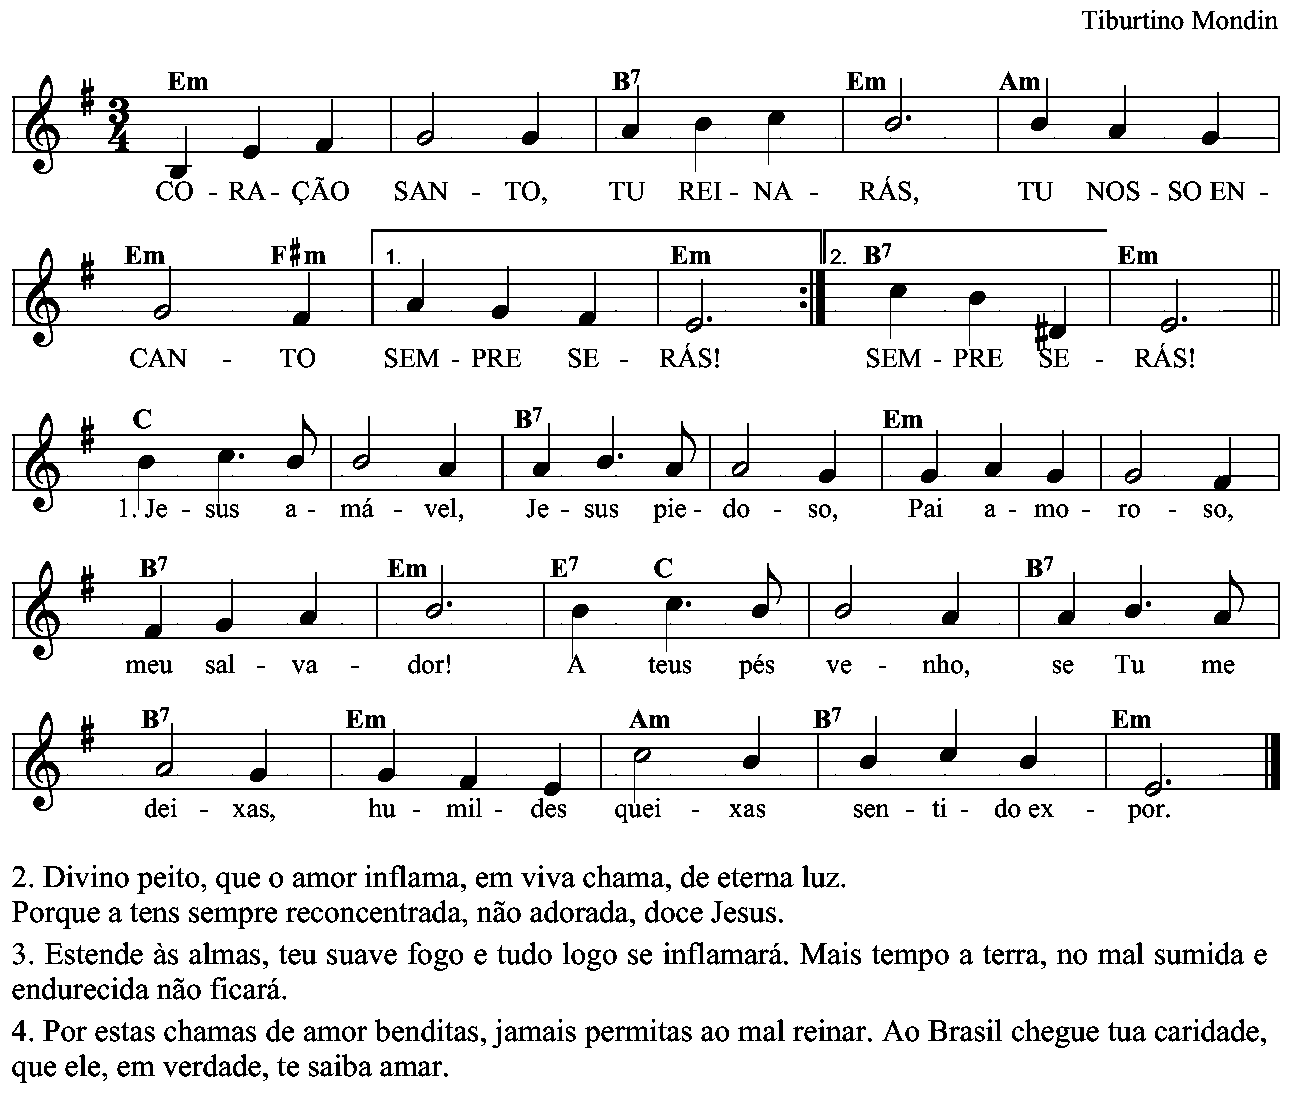 Tiburtino Mondin
Em B7 Em Am
CO - RA - ÇÃO SAN - TO, TU REI - NA - RÁS, TU NOS - SO EN -
Em F#m 1. Em 2. B7 Em
CAN - TO SEM - PRE SE - RÁS! SEM - PRE SE - RÁS!
C B7 Em
1. Je - sus a - má - vel, Je - sus pie - do - so, Pai a - mo - ro - so,
B7 Em E7 C B7
meu sal - va - dor! A teus pés ve - nho, se Tu me
B7 Em Am B7 Em
dei - xas, hu - mil - des quei - xas sen - ti - do ex - por.
2. Divino peito, que o amor inflama, em viva chama, de eterna luz.
Porque a tens sempre reconcentrada, não adorada, doce Jesus.
3. Estende às almas, teu suave fogo e tudo logo se inflamará. Mais tempo a terra, no mal sumida e
endurecida não ficará.
4. Por estas chamas de amor benditas, jamais permitas ao mal reinar. Ao Brasil chegue tua caridade,
que ele, em verdade, te saiba amar.